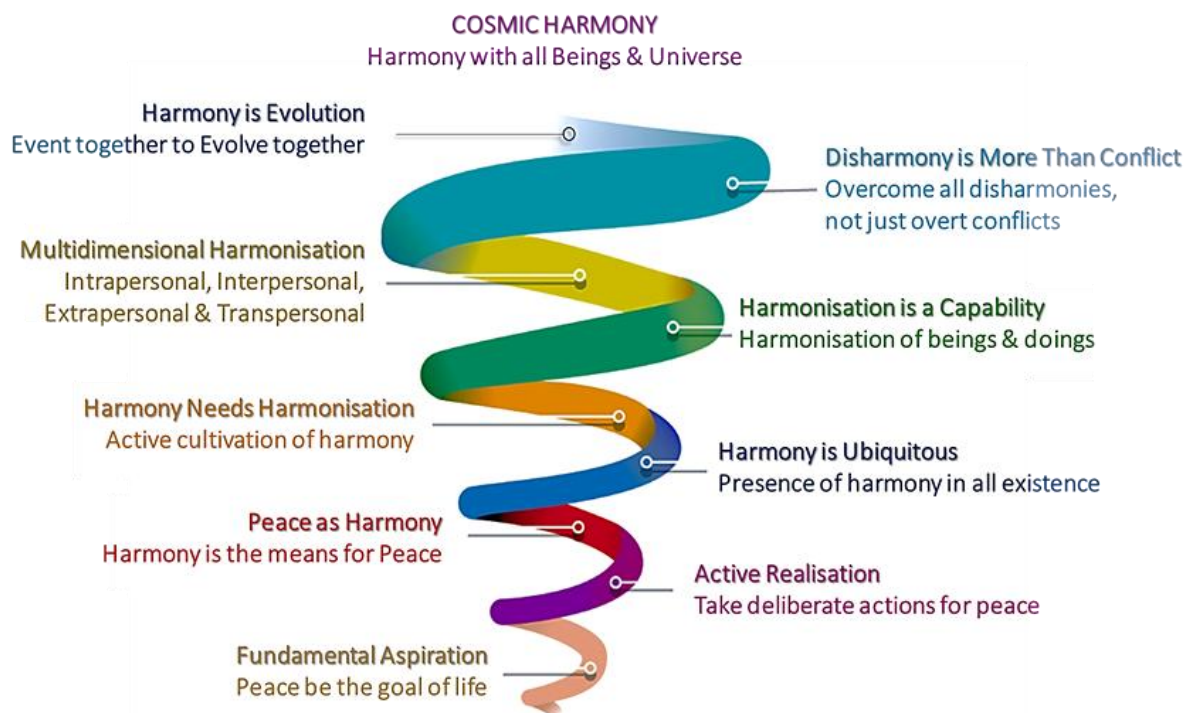 COSMIC HARMONY
Harmony with all Beings & Universe
Harmony is Evolution
Event together to Evolve together
Disharmony is More Than Conflict
Overcome all disharmonies,
not just overt conflicts
Multidimensional Harmonisation
Intrapersonal, Interpersonal,
Extrapersonal & Transpersonal
Harmonisation is a Capability
Harmonisation of beings & doings
Harmony Needs Harmonisation
Active cultivation of harmony
Harmony is Ubiquitous
Presence of harmony in all existence
Peace as Harmony
Harmony is the means for Peace
Active Realisation
Take deliberate actions for peace
Fundamental Aspiration
Peace be the goal of life